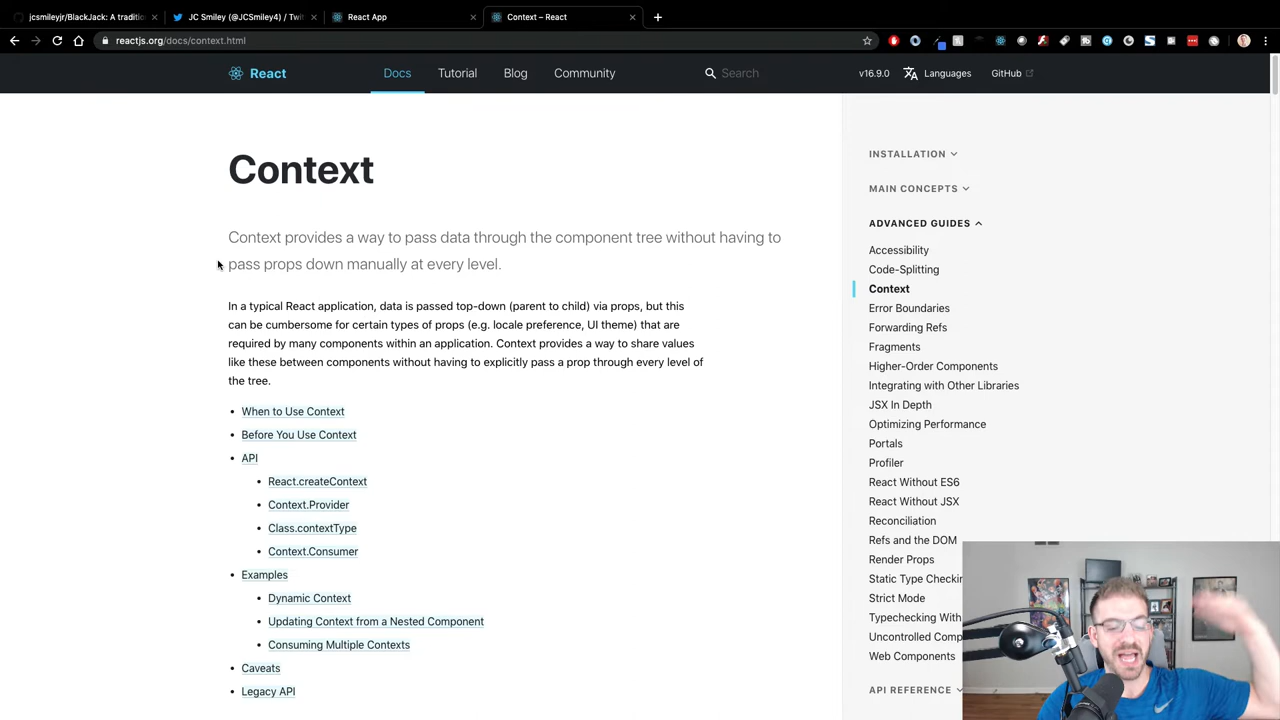 jcsmileyjr/BlackJack: A traditi
JC Smiley (@JCSmiley4) / Twit
React App
Context – React
reactjs.org/docs/context.html
React
Docs
Tutorial
Blog
Community
Search
v16.9.0
Languages
GitHub
Context
Context provides a way to pass data through the component tree without having to
pass props down manually at every level.
In a typical React application, data is passed top-down (parent to child) via props, but this
can be cumbersome for certain types of props (e.g. locale preference, UI theme) that are
required by many components within an application. Context provides a way to share values
like these between components without having to explicitly pass a prop through every level of
the tree.
• When to Use Context
• Before You Use Context
• API
• React.createContext
• Context.Provider
• Class.contextType
• Context.Consumer
• Examples
• Dynamic Context
• Updating Context from a Nested Component
• Consuming Multiple Contexts
• Caveats
• Legacy API
INSTALLATION
MAIN CONCEPTS
ADVANCED GUIDES
Accessibility
Code-Splitting
Context
Error Boundaries
Forwarding Refs
Fragments
Higher-Order Components
Integrating with Other Libraries
JSX In Depth
Optimizing Performance
Portals
Profiler
React Without ES6
React Without JSX
Reconciliation
Refs and the DOM
Render Props
Static Type Checkin
Strict Mode
Typechecking With
Uncontrolled Comp
Web Components
API REFERENCE